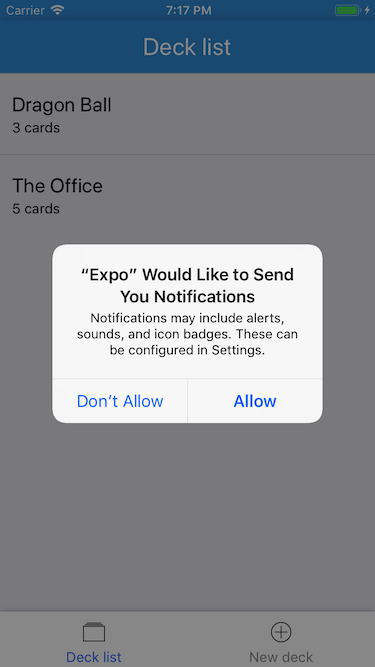 Carrier 7:17 PM
Deck list
Dragon Ball
3 cards
The Office
5 cards
“Expo” Would Like to Send
You Notifications
Notifications may include alerts,
sounds, and icon badges. These can
be configured in Settings.
Don’t Allow Allow
Deck list New deck